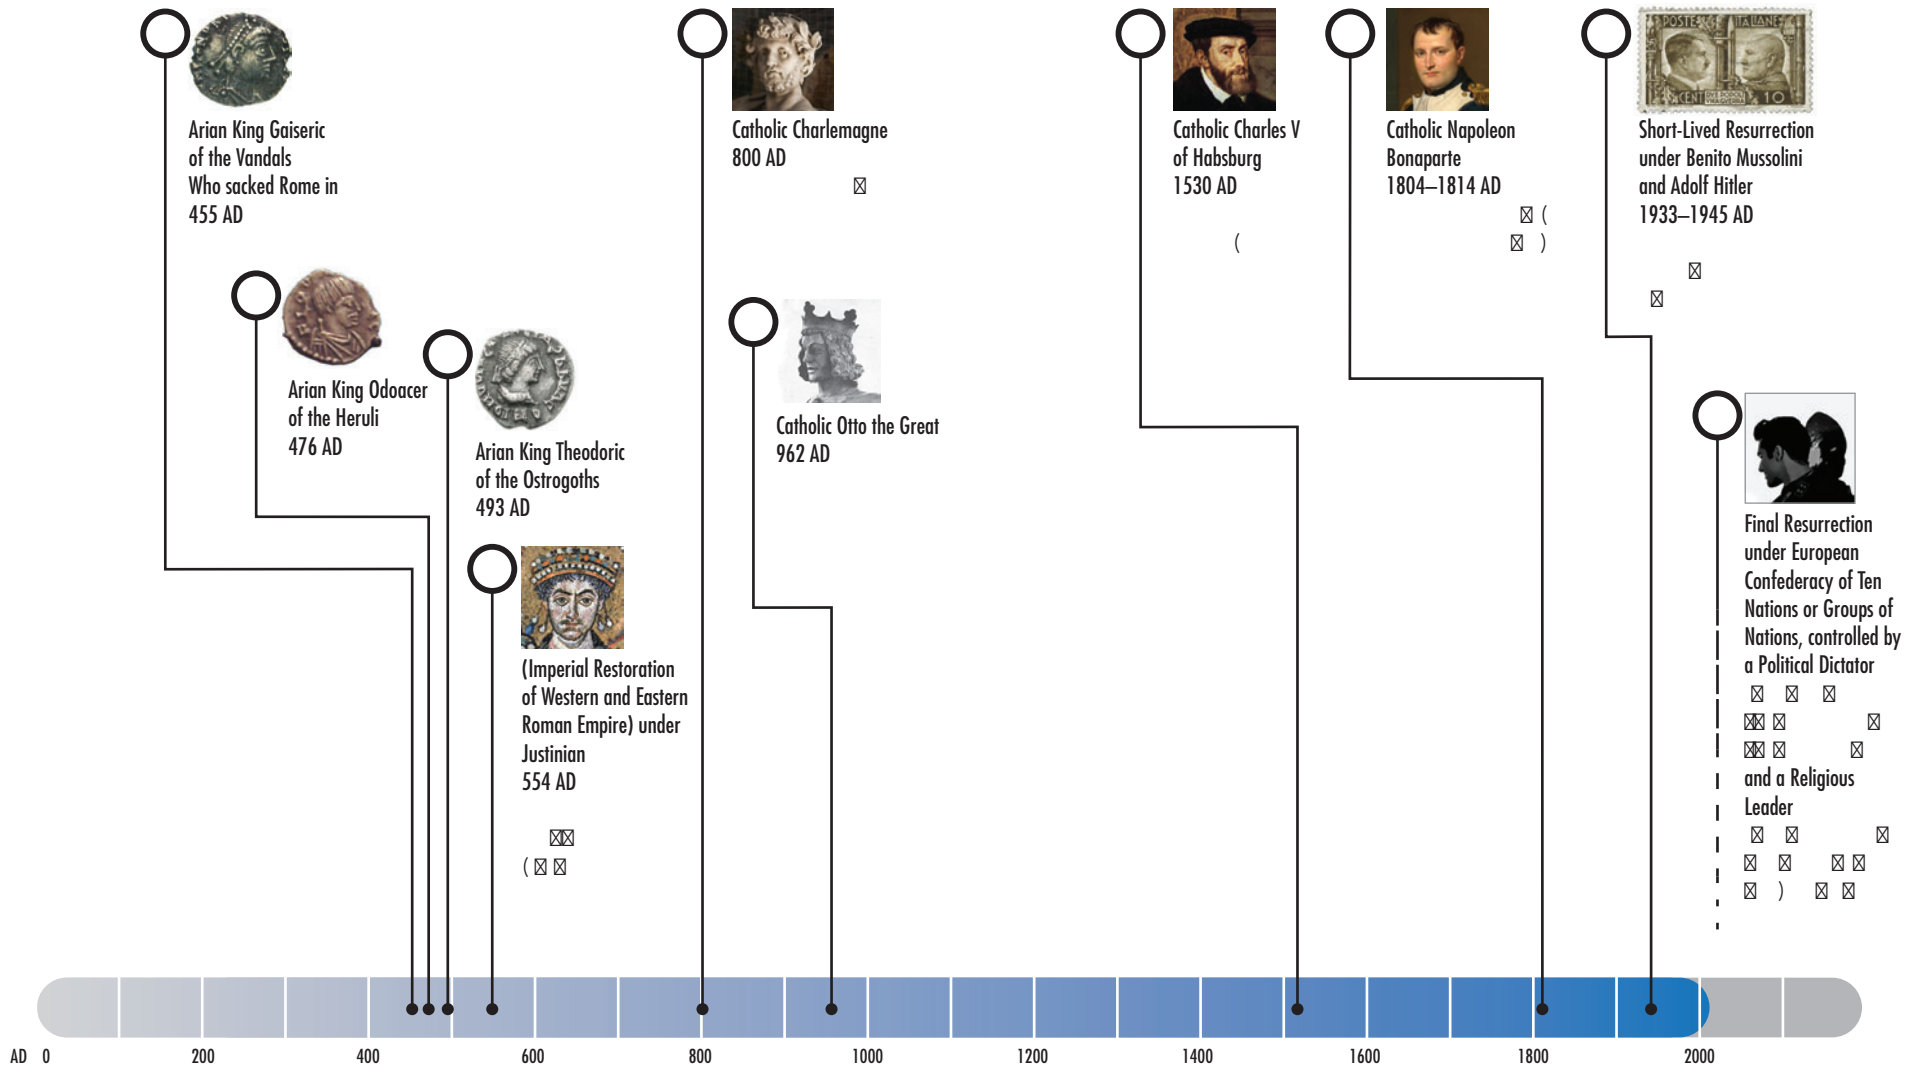 Arian King Gaiseric
of the Vandals
Who sacked Rome in
455 AD
Arian King Odoacer
of the Heruli
476 AD
Arian King Theodoric
of the Ostrogoths
493 AD
(Imperial Restoration
of Western and Eastern
Roman Empire) under
Justinian
554 AD
(
Catholic Charlemagne
800 AD
Catholic Otto the Great
962 AD
Catholic Charles V
of Habsburg
1530 AD
(
Catholic Napoleon
Bonaparte
1804–1814 AD
(
)
POSTE ITALIANE
CENT 10
Short-Lived Resurrection
under Benito Mussolini
and Adolf Hitler
1933–1945 AD
Final Resurrection
under European
Confederacy of Ten
Nations or Groups of
Nations, controlled by
a Political Dictator
and a Religious
Leader
)
AD 0 200 400 600 800 1000 1200 1400 1600 1800 2000